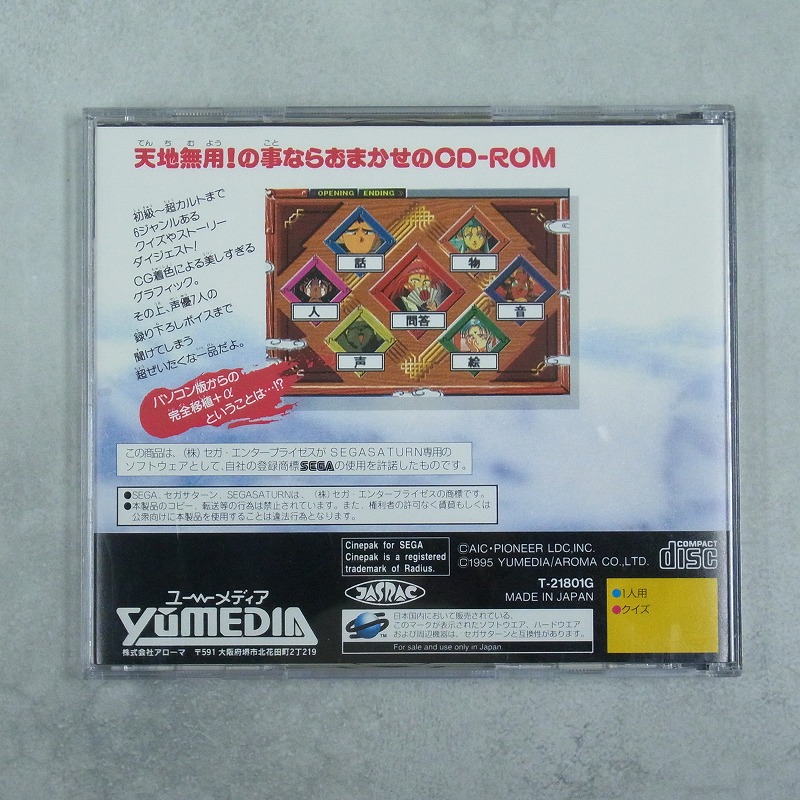 天地無用!の事ならおまかせのCD-ROM
初級〜超カルトまで
6ジャンルある
クイズやストーリー
ダイジェスト!
CG着色による美しすぎる
グラフィック。
その上、声優7人の
録り下ろしボイスまで
聞けてしまう
超ぜいたくな一品だよ。
パソコン版からの
完全移植+α
ということは…!?
OPENING ENDING
話
物
人
問答
音
声
絵
この商品は、(株)セガ・エンタープライゼスがSEGASATURN専用の
ソフトウェアとして、自社の登録商標SEGAの使用を許諾したものです。
●SEGA、セガサターン、SEGASATURNは、(株)セガ・エンタープライゼスの商標です。
●本製品のコピー、転送等の行為は禁止されています。また、権利者の許可なく賃貸もしくは
公衆向けに本製品を使用することは違法行為となります。
ユーメディア
YUMEDIA
株式会社アローマ 〒591 大阪府堺市北花田町2丁219
Cinepak for SEGA
Cinepak is a registered
trademark of Radius.
JASRAC
©AIC・PIONEER LDC,INC.
©1995 YUMEDIA/AROMA CO.,LTD.
COMPACT
disc
T-21801G
MADE IN JAPAN
TM
日本国内において販売されている、
このマークが表示されたソフトウエア、ハードウエア
および周辺機器は、セガサターンと互換性があります。
For sale and use only in Japan.
●1人用
●クイズ